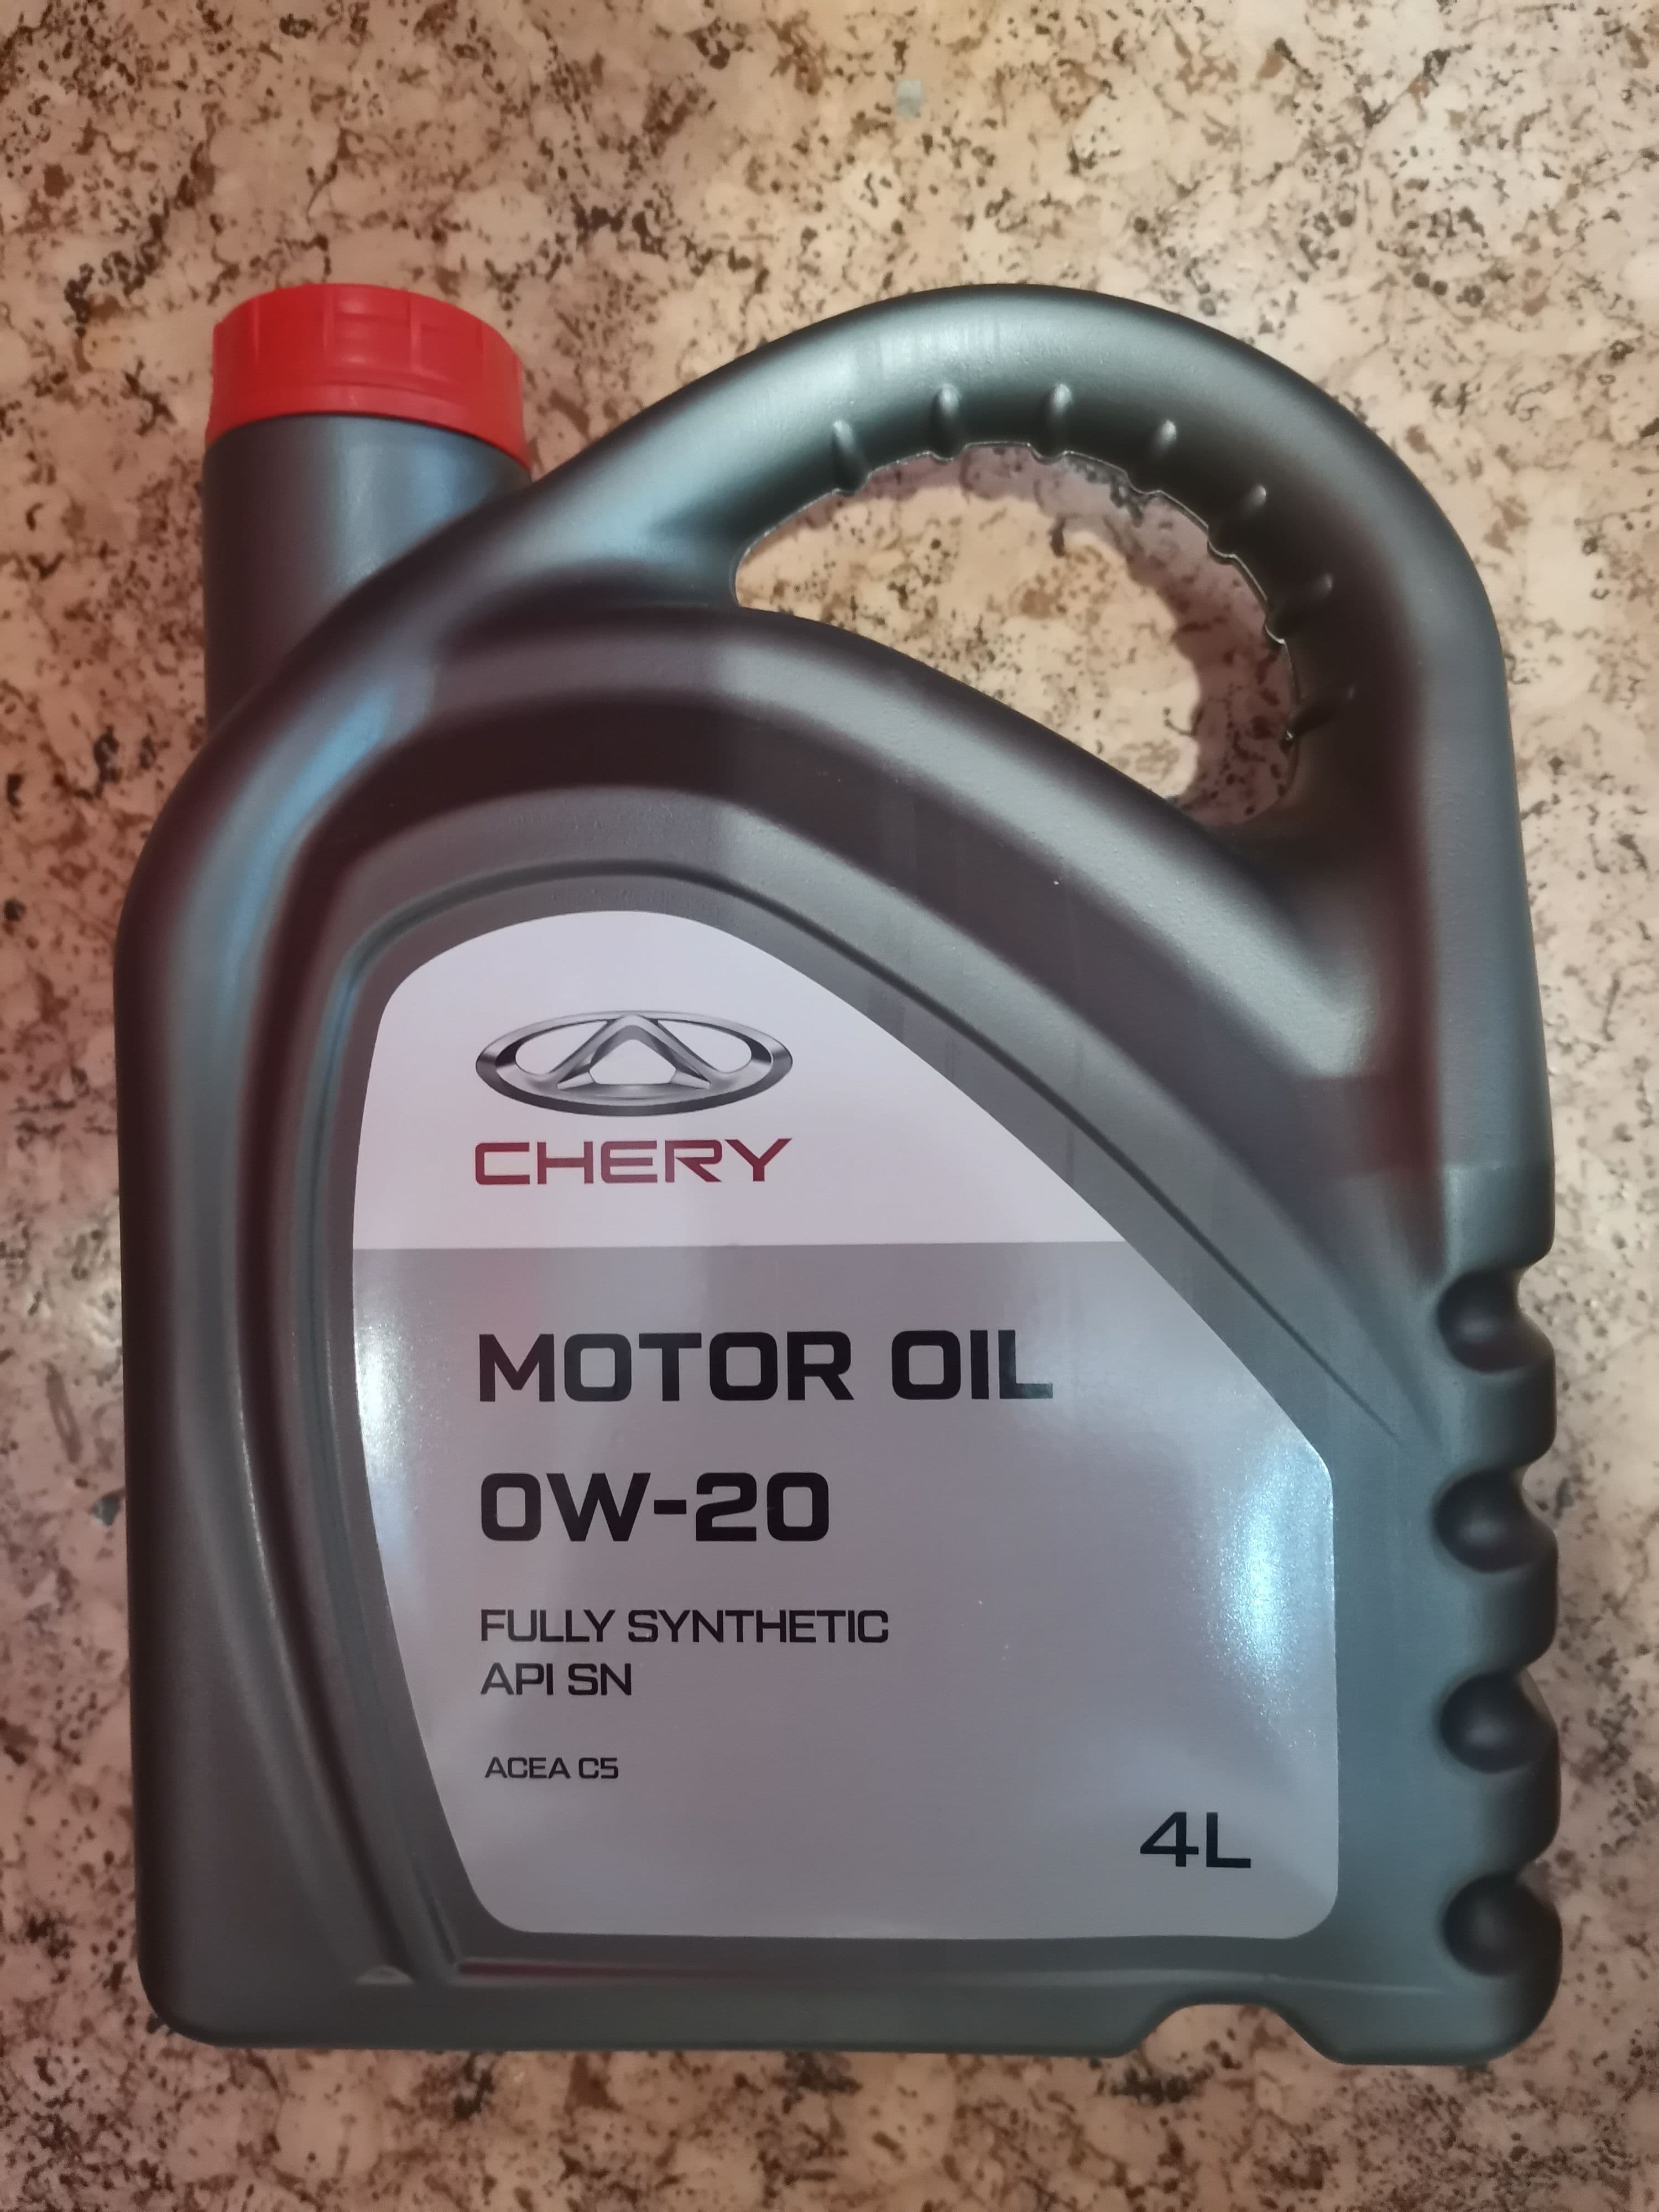 CHERY
MOTOR OIL
0W-20
FULLY SYNTHETIC
API SN
ACEA C5
4L